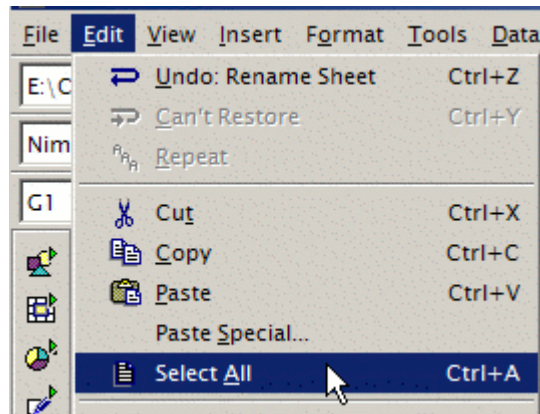 File Edit View Insert Format Tools Data
E:\
Undo: Rename Sheet Ctrl+Z
Can't Restore Ctrl+Y
Repeat
Nim
G1
Cut Ctrl+X
Copy Ctrl+C
Paste Ctrl+V
Paste Special...
Select All Ctrl+A